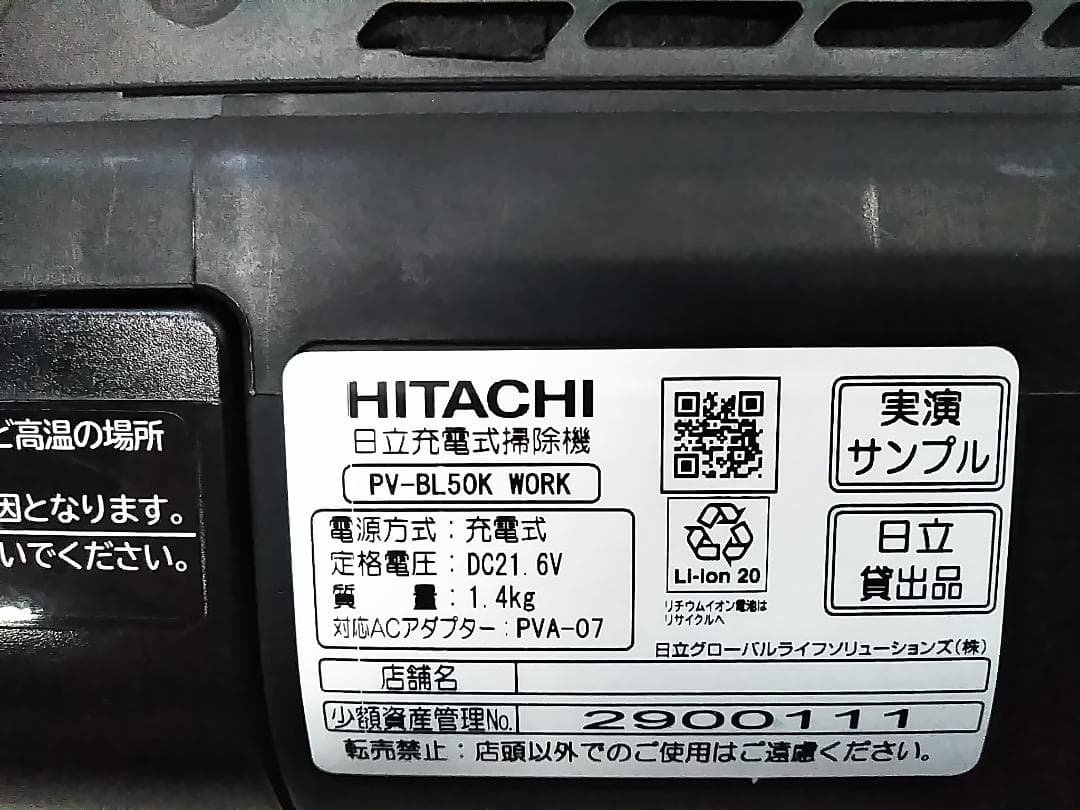 ど高温の場所
因となります。
いでください。
HITACHI
日立充電式掃除機
PV-BL50K WORK
電源方式：充電式
定格電圧：DC21.6V
質　量：1.4kg
対応ACアダプター：PVA-07
Li-ion 20
リチウムイオン電池は
リサイクルへ
実演
サンプル
日立
貸出品
日立グローバルライフソリューションズ(株)
店舗名
少額資産管理No. 2900111
転売禁止：店頭以外でのご使用はご遠慮ください。